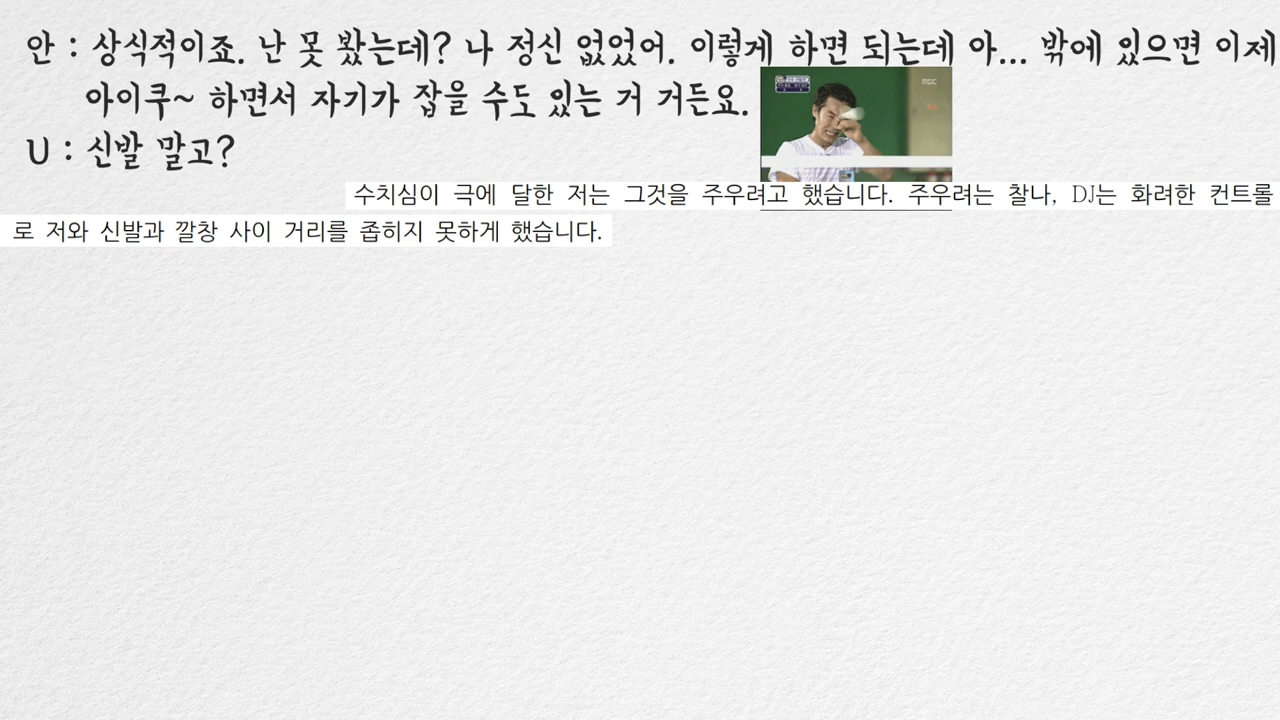 안 : 상식적이죠. 난 못 봤는데? 나 정신 없었어. 이렇게 하면 되는데 아... 밖에 있으면 이제
아이쿠~ 하면서 자기가 잡을 수도 있는 거 거든요.
MBC
U : 신발 말고?
수치심이 극에 달한 저는 그것을 주우려고 했습니다. 주우려는 찰나, DJ는 화려한 컨트롤
로 저와 신발과 깔창 사이 거리를 좁히지 못하게 했습니다.